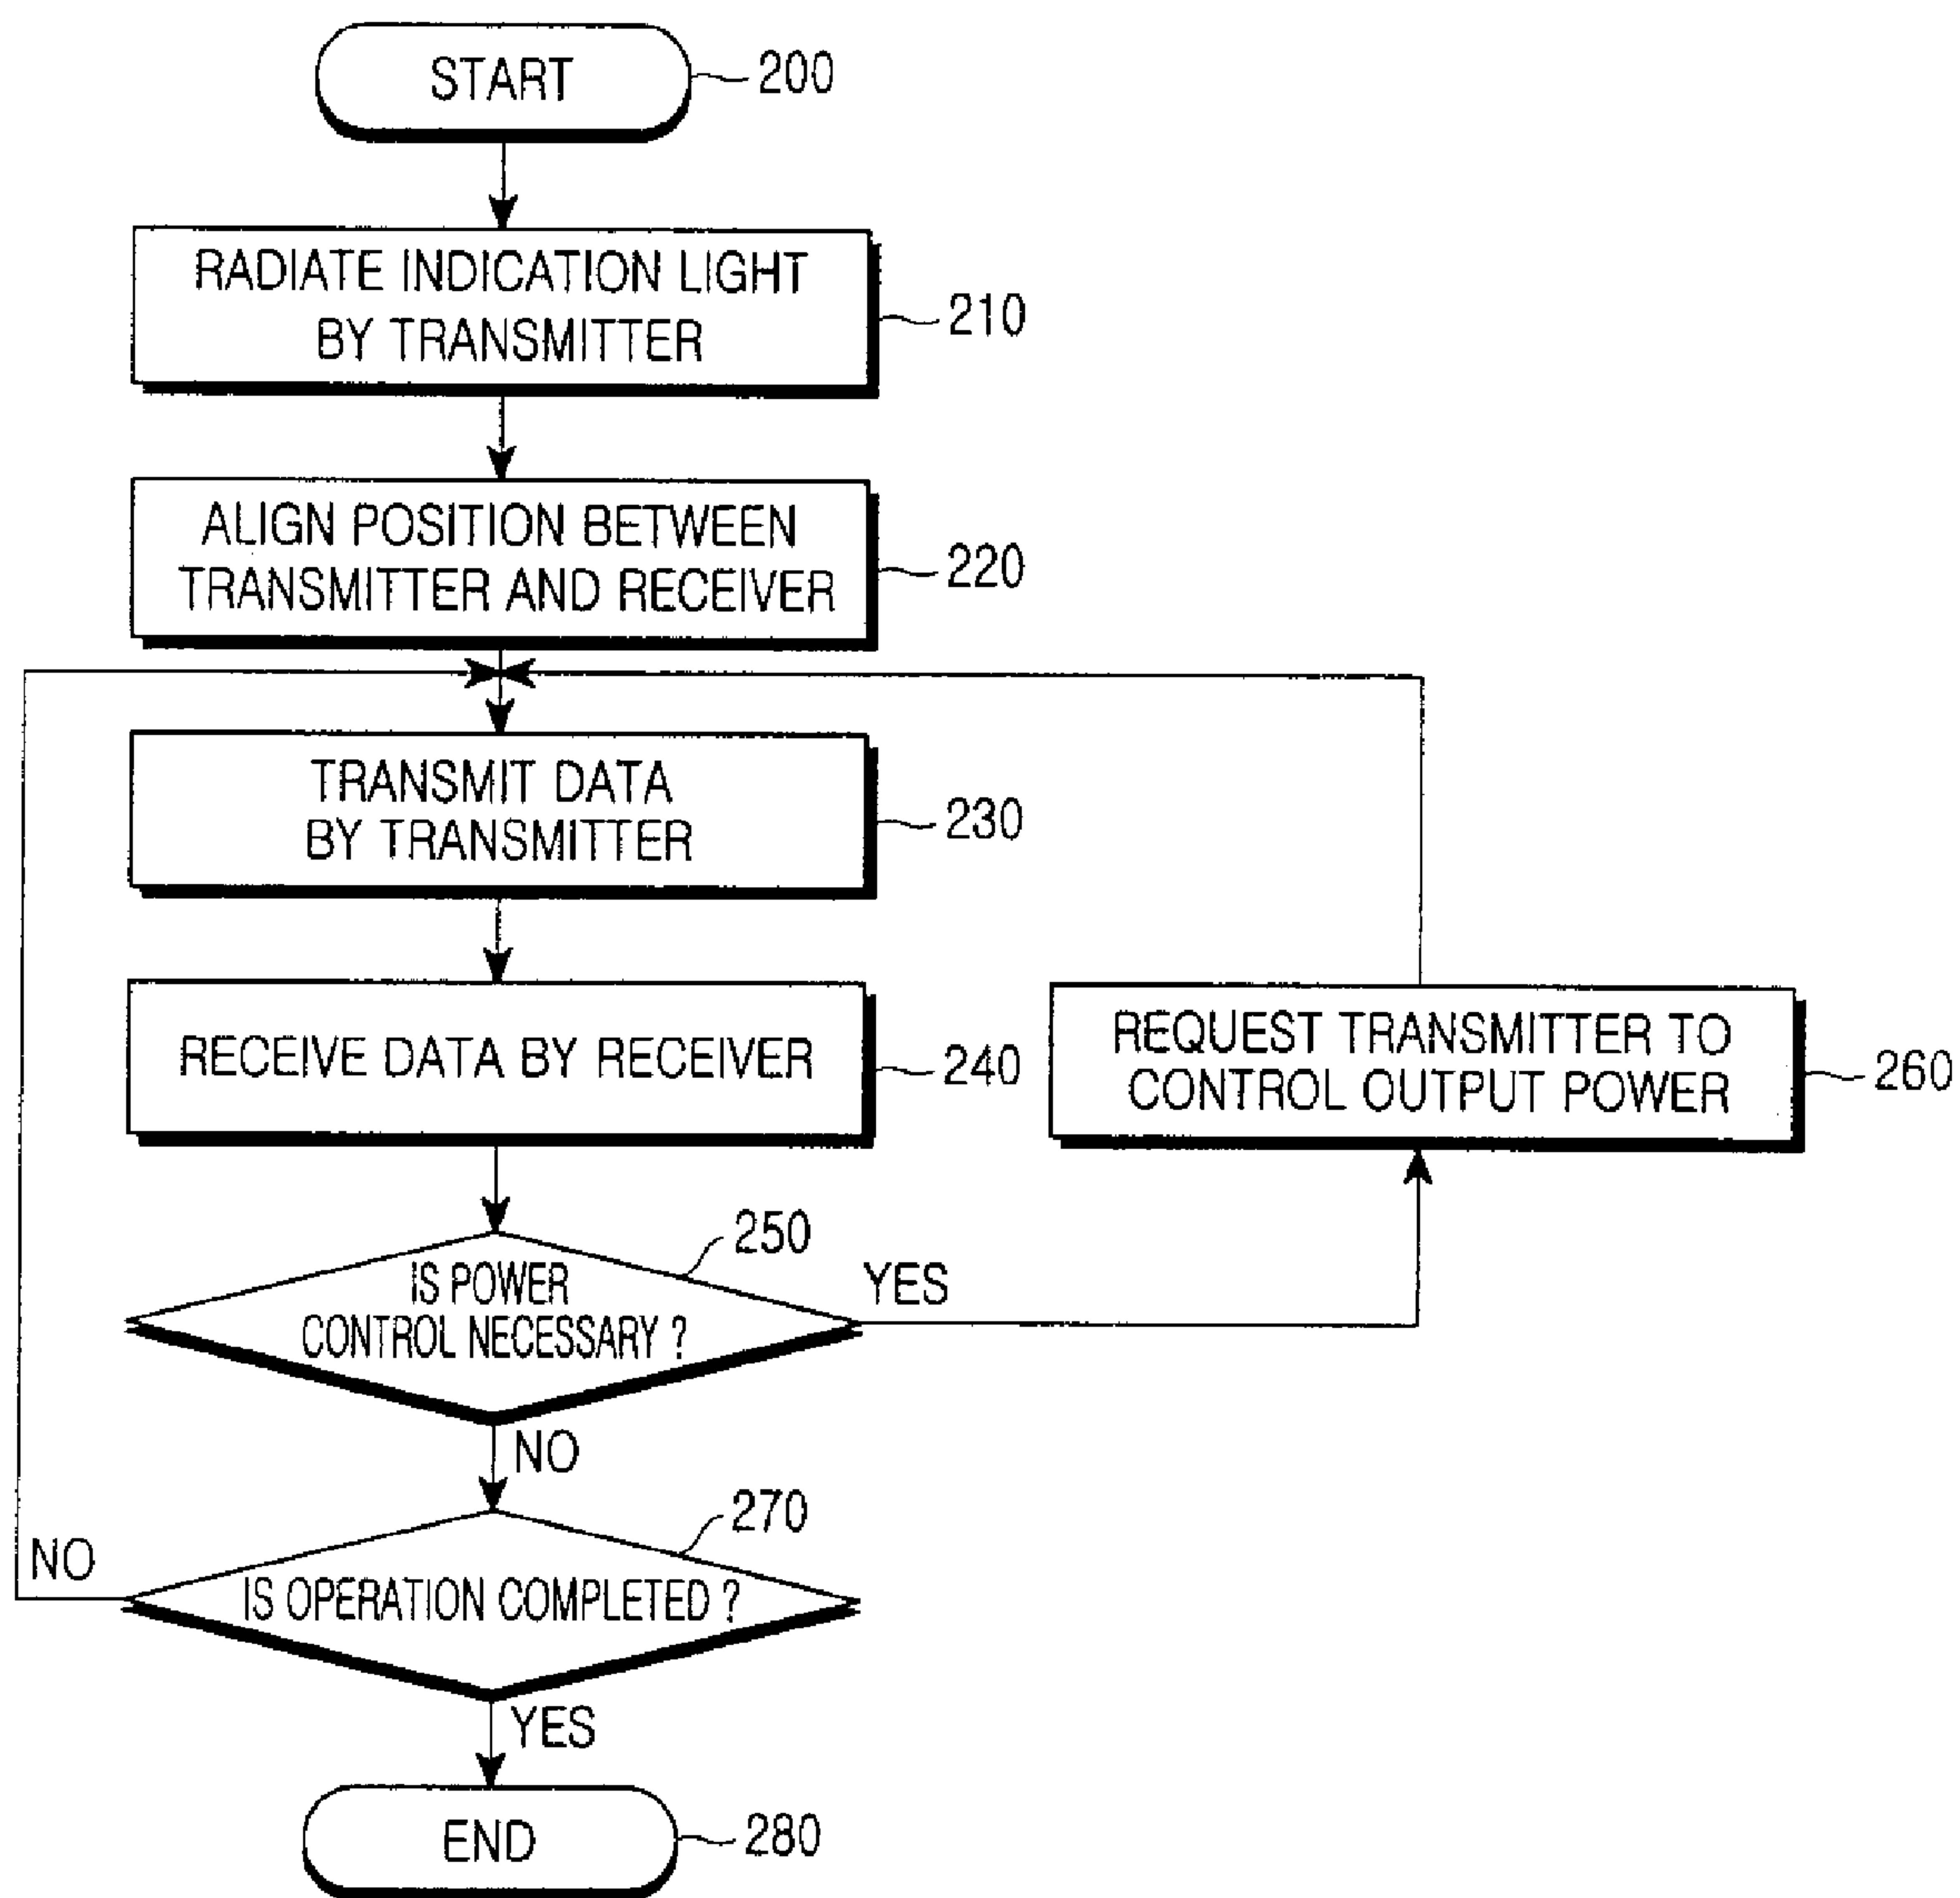 START
200
RADIATE INDICATION LIGHT
BY TRANSMITTER
210
ALIGN POSITION BETWEEN
TRANSMITTER AND RECEIVER
220
TRANSMIT DATA
BY TRANSMITTER
230
RECEIVE DATA BY RECEIVER
240
REQUEST TRANSMITTER TO
CONTROL OUTPUT POWER
260
250
IS POWER
CONTROL NECESSARY ?
YES
NO
270
NO
IS OPERATION COMPLETED ?
YES
END
280